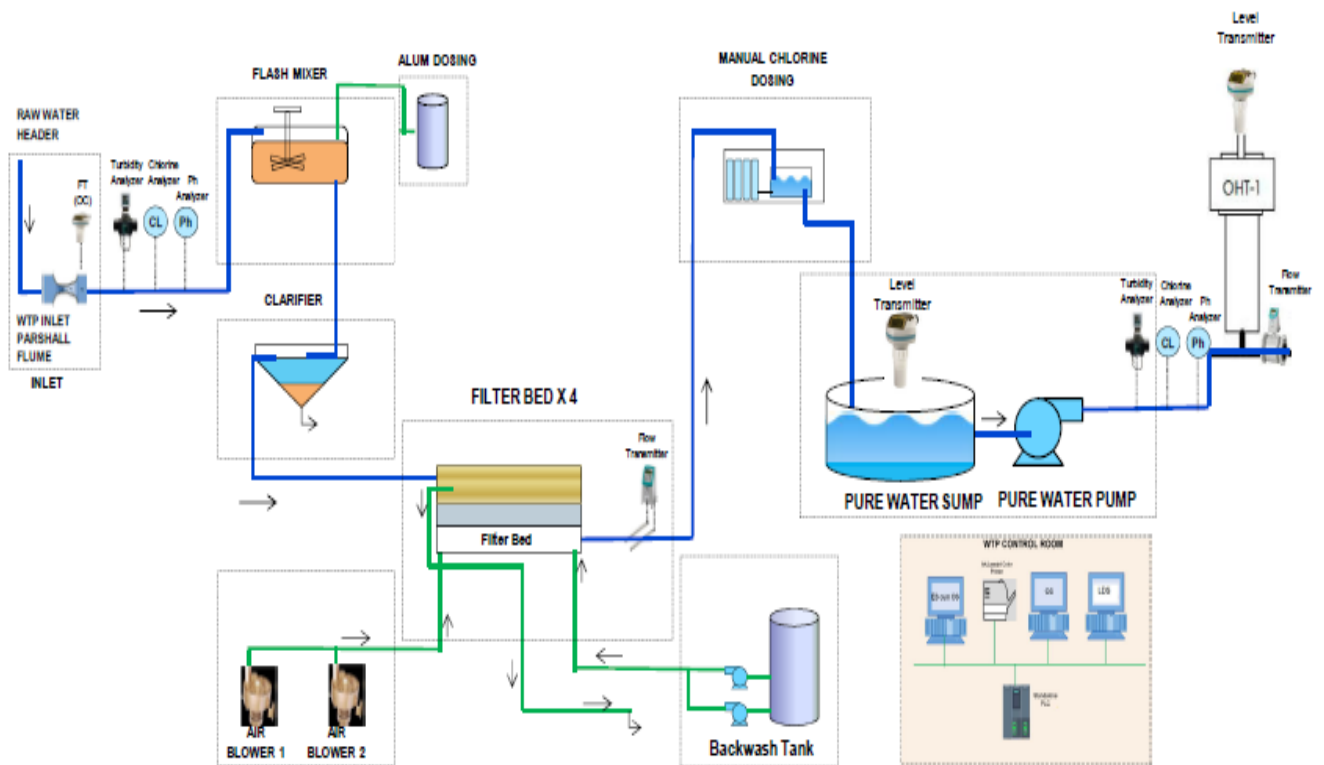 RAW WATER
HEADER
FT
(OC)
WTP INLET
PARSHALL
FLUME
INLET
Turbidity
Analyzer
Chlorine
Analyzer
CL
Ph
Analyzer
Ph
FLASH MIXER
ALUM DOSING
CLARIFIER
FILTER BED X 4
Filter Bed
Flow
Transmitter
AIR
BLOWER 1
AIR
BLOWER 2
Backwash Tank
MANUAL CHLORINE
DOSING
Level
Transmitter
PURE WATER SUMP
PURE WATER PUMP
Turbidity
Analyzer
Chlorine
Analyzer
CL
Ph
Analyzer
Ph
Level
Transmitter
OHT-1
Flow
Transmitter
WTP CONTROL ROOM
OS
LDS
PLC